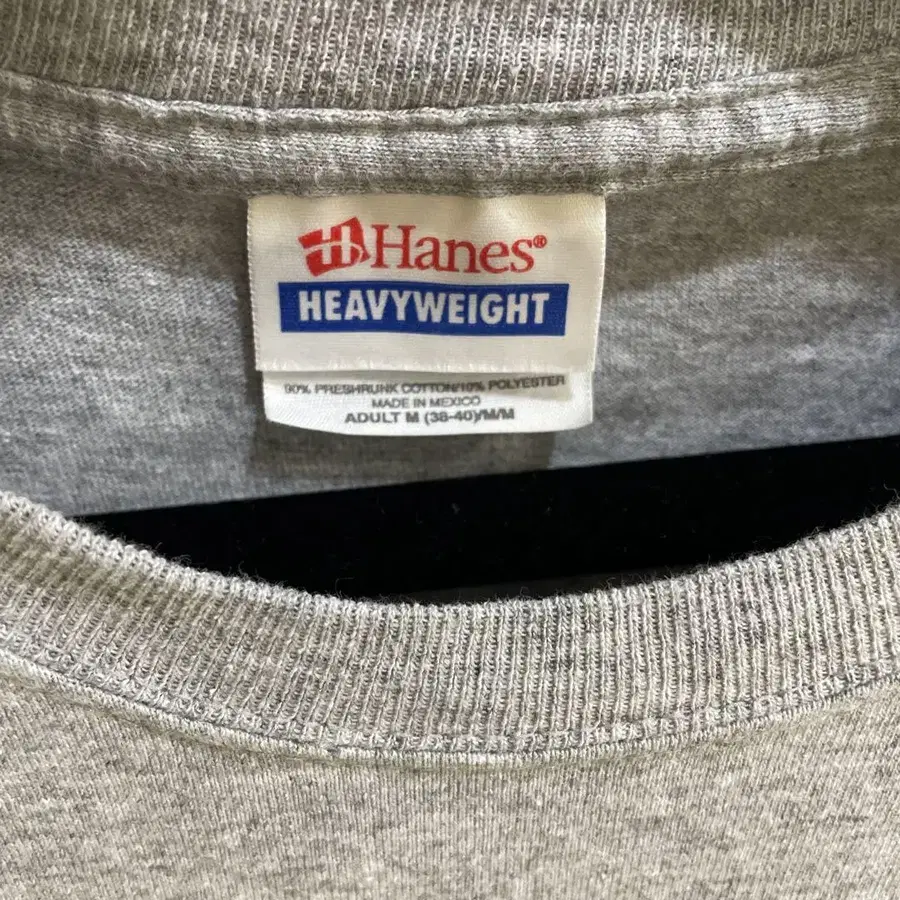 Hanes®
HEAVYWEIGHT
90% PRESHRUNK COTTON/10% POLYESTER
MADE IN MEXICO
ADULT M (38-40)/M/M